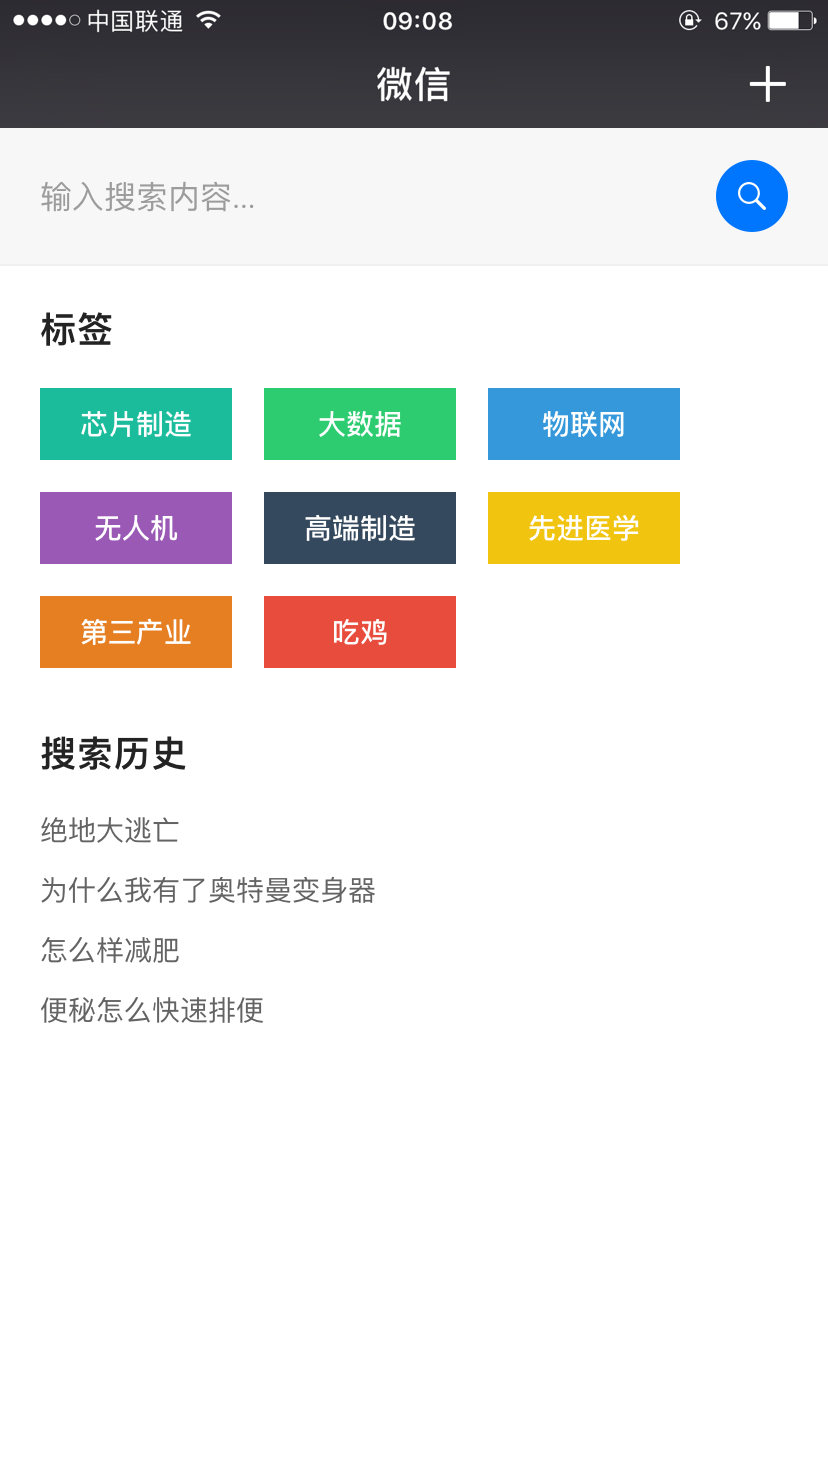 中国联通 09:08 67%
微信
输入搜索内容...
标签
芯片制造 大数据 物联网
无人机 高端制造 先进医学
第三产业 吃鸡
搜索历史
绝地大逃亡
为什么我有了奥特曼变身器
怎么样减肥
便秘怎么快速排便